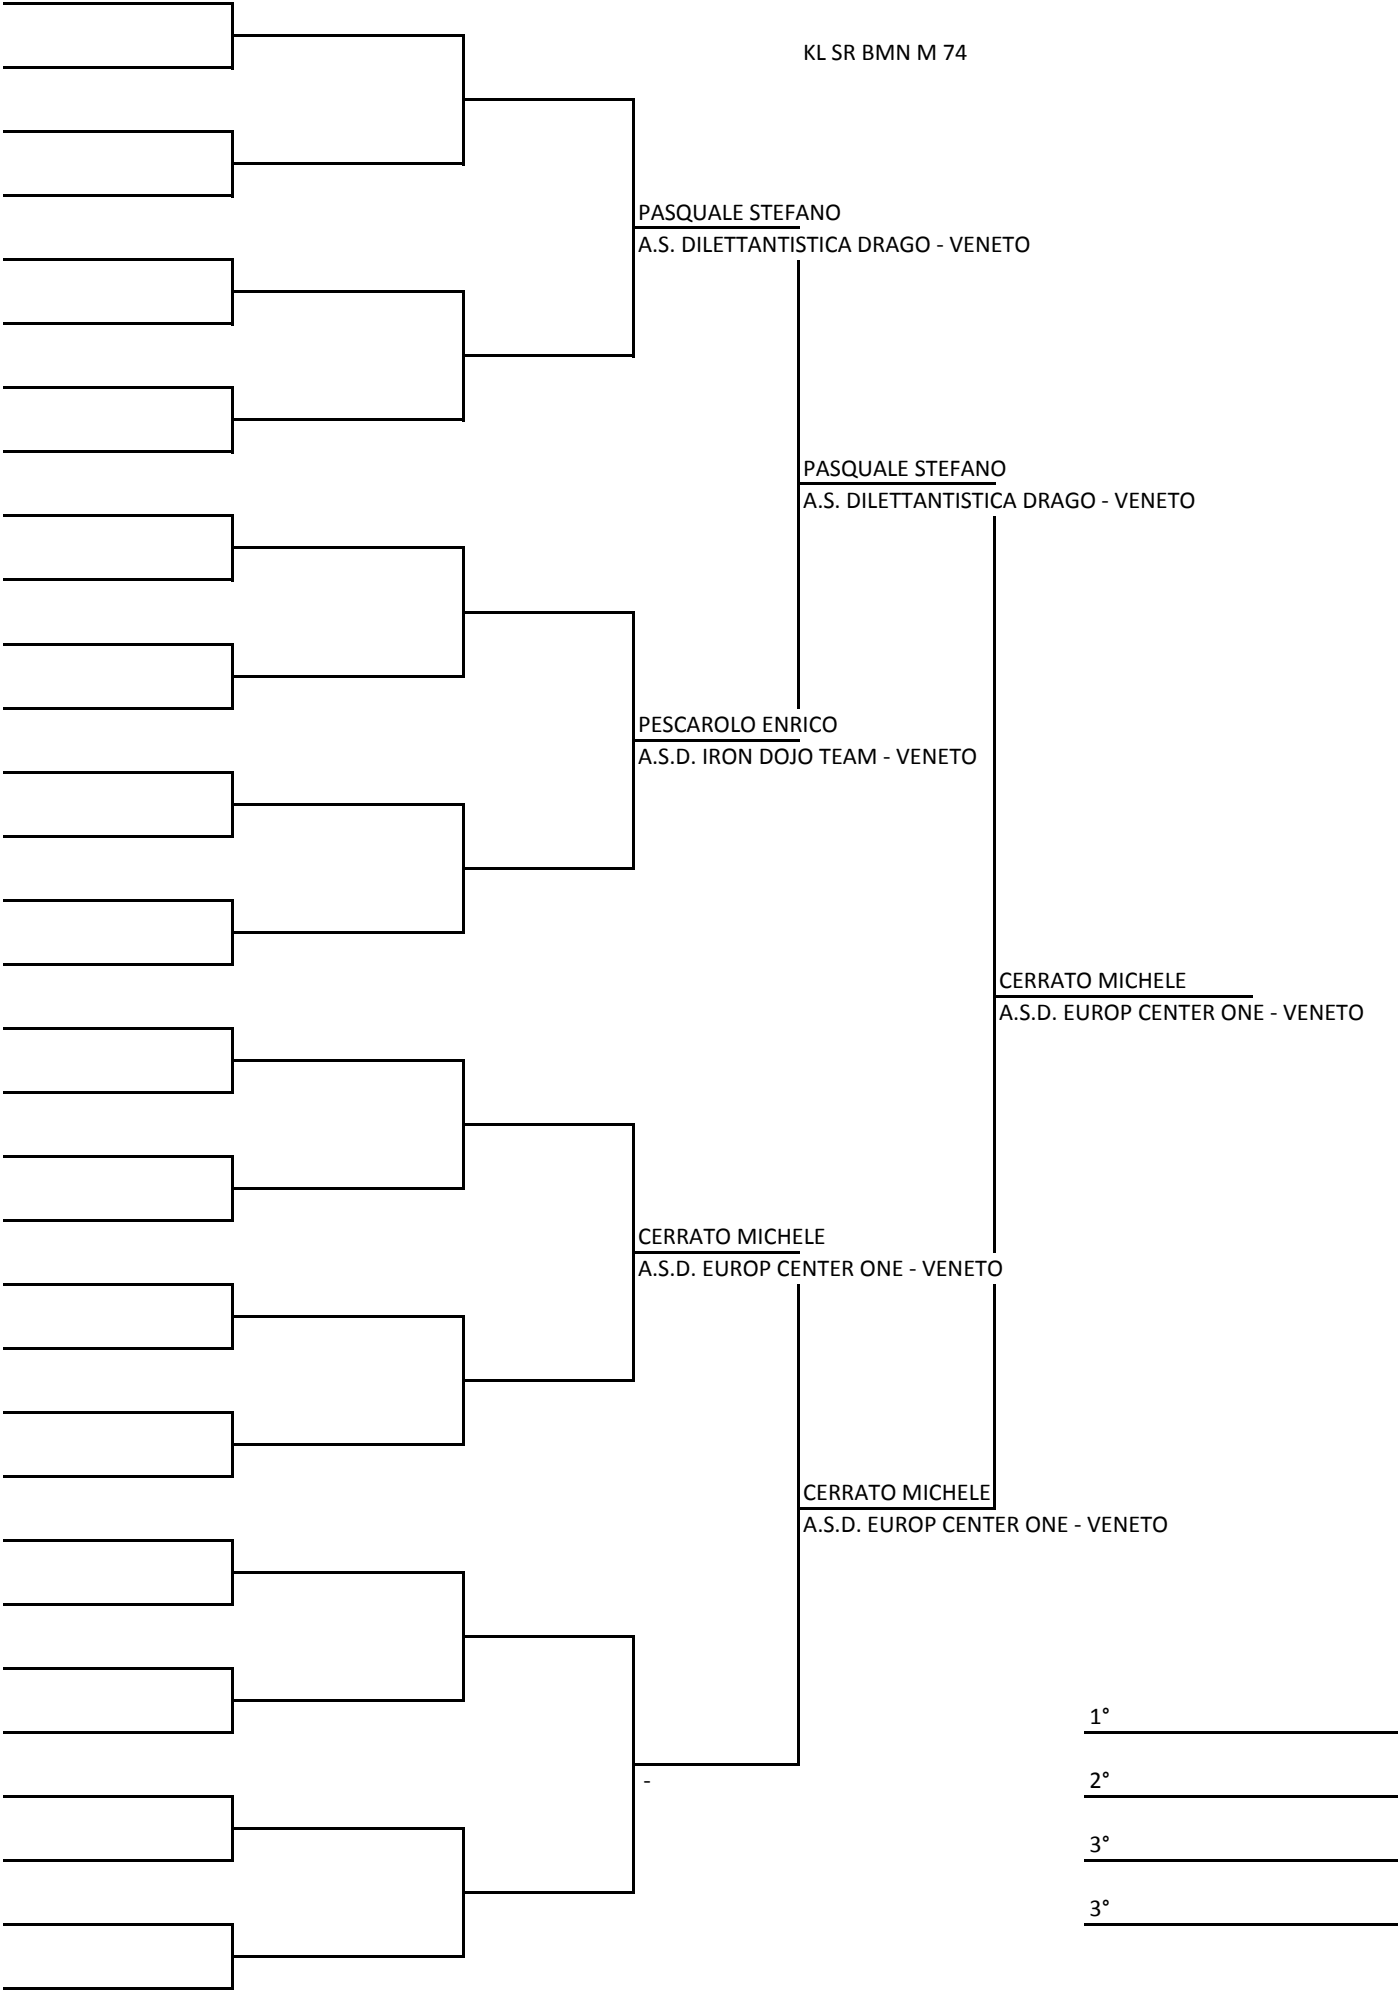 KL SR BMN M 74
PASQUALE STEFANO
A.S. DILETTANTISTICA DRAGO - VENETO
PASQUALE STEFANO
A.S. DILETTANTISTICA DRAGO - VENETO
PESCAROLO ENRICO
A.S.D. IRON DOJO TEAM - VENETO
CERRATO MICHELE
A.S.D. EUROP CENTER ONE - VENETO
CERRATO MICHELE
A.S.D. EUROP CENTER ONE - VENETO
CERRATO MICHELE
A.S.D. EUROP CENTER ONE - VENETO
1°
-
2°
3°
3°